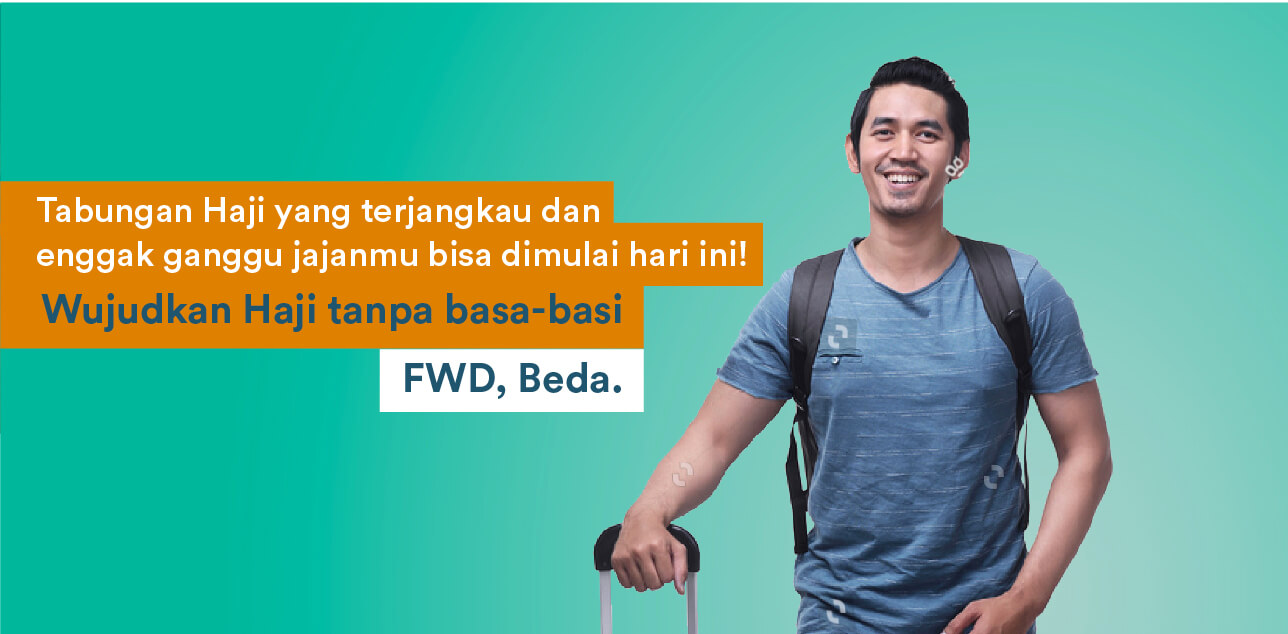 Tabungan Haji yang terjangkau dan
enggak ganggu jajanmu bisa dimulai hari ini!
Wujudkan Haji tanpa basa-basi
FWD, Beda.